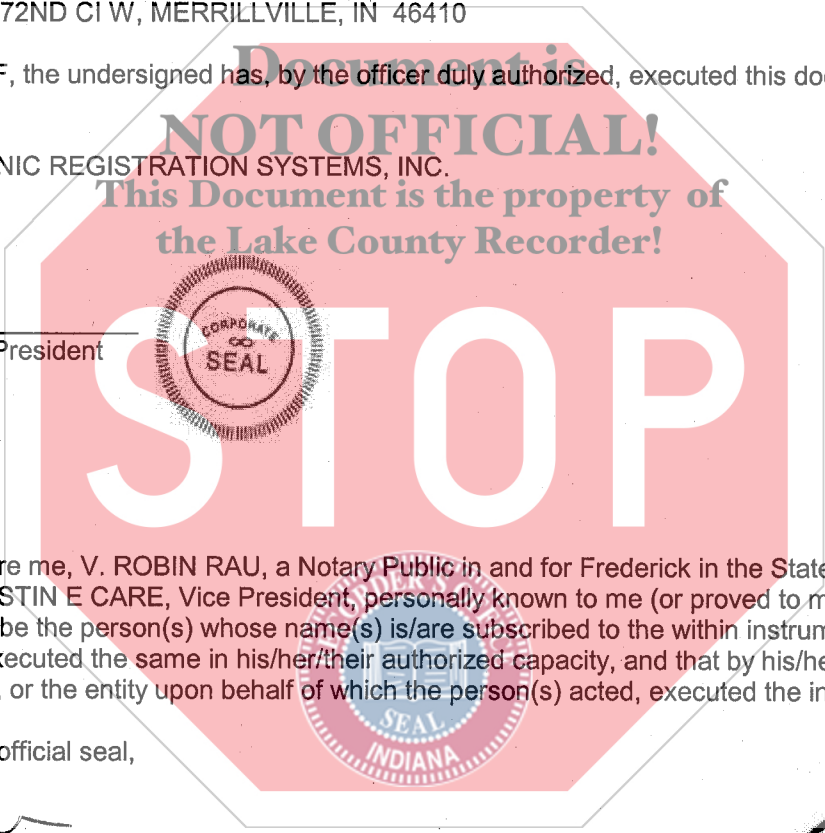 72ND CI W, MERRILLVILLE, IN 46410
F, the undersigned has, by the officer duly authorized, executed this do
Document is
NOT OFFICIAL!
NIC REGISTRATION SYSTEMS, INC.
This Document is the property of
the Lake County Recorder!
STOP
President
CORPORATE
SEAL
re me, V. ROBIN RAU, a Notary Public in and for Frederick in the State
STIN E CARE, Vice President, personally known to me (or proved to m
be the person(s) whose name(s) is/are subscribed to the within instrum
xecuted the same in his/her/their authorized capacity, and that by his/he
, or the entity upon behalf of which the person(s) acted, executed the in
RECORDER'S OFFICE
SEAL
INDIANA
official seal,